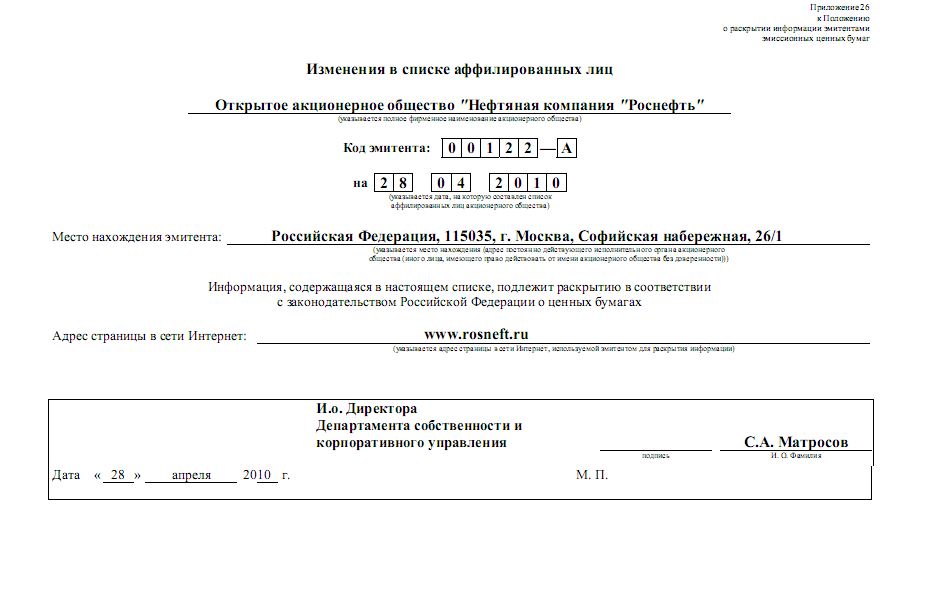 Приложение 26
к Положению
о раскрытии информации эмитентами
эмиссионных ценных бумаг
Изменения в списке аффилированных лиц
Открытое акционерное общество "Нефтяная компания "Роснефть"
(указывается полное фирменное наименование акционерного общества)
Код эмитента: 0 0 1 2 2 — А
на 2 8 0 4 2 0 1 0
(указывается дата, на которую составлен список
аффилированных лиц акционерного общества)
Место нахождения эмитента: Российская Федерация, 115035, г. Москва, Софийская набережная, 26/1
(указывается место нахождения (адрес постоянно действующего исполнительного органа акционерного
общества (иного лица, имеющего право действовать от имени акционерного общества без доверенности)))
Информация, содержащаяся в настоящем списке, подлежит раскрытию в соответствии
с законодательством Российской Федерации о ценных бумагах
Адрес страницы в сети Интернет: www.rosneft.ru
(указывается адрес страницы в сети Интернет, используемой эмитентом для раскрытия информации)
И.о. Директора
Департамента собственности и
корпоративного управления С.А. Матросов
подпись И. О. Фамилия
Дата « 28 » апреля 2010 г. М. П.